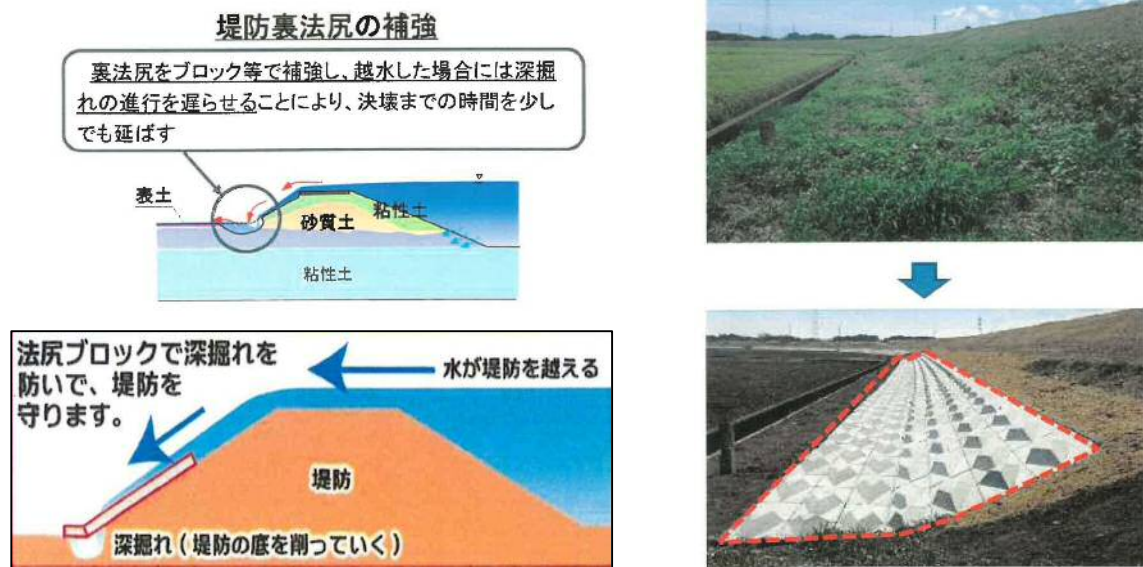 堤防裏法尻の補強
裏法尻をブロック等で補強し、越水した場合には深掘
れの進行を遅らせることにより、決壊までの時間を少し
でも延ばす
表土
砂質土
粘性土
粘性土
法尻ブロックで深掘れを
防いで、堤防を
守ります。
水が堤防を越える
堤防
深掘れ(堤防の底を削っていく)